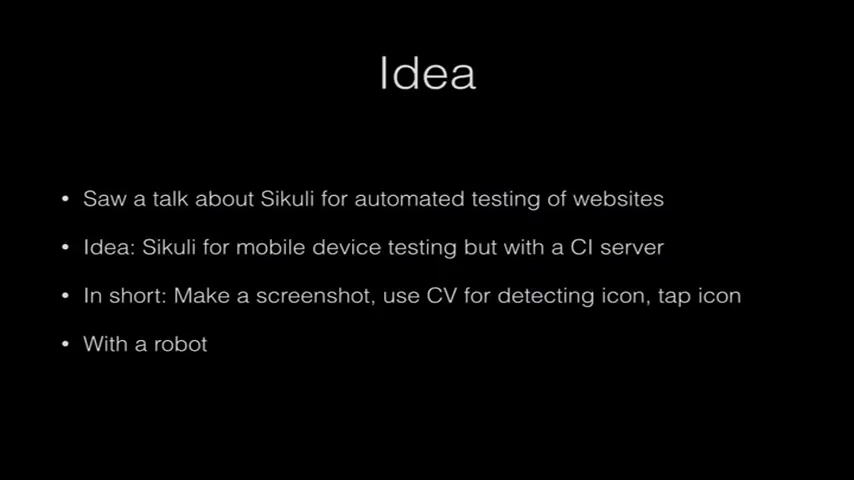 Idea
• Saw a talk about Sikuli for automated testing of websites
• Idea: Sikuli for mobile device testing but with a CI server
• In short: Make a screenshot, use CV for detecting icon, tap icon
• With a robot